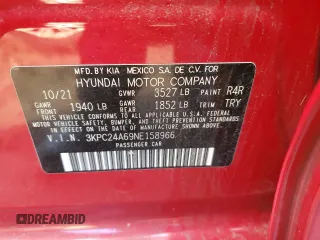 MFD. BY KIA MEXICO S.A. DE C.V. FOR
HYUNDAI MOTOR COMPANY
10/21 GVWR 3527 LB PAINT R4R
GAWR FRONT 1940 LB GAWR REAR 1852 LB TRIM TRY
THIS VEHICLE CONFORMS TO ALL APPLICABLE
FEDERAL MOTOR VEHICLE SAFETY, BUMPER,
AND THEFT PREVENTION STANDARDS
IN EFFECT ON THE DATE OF MANUFACTURE
SHOWN ABOVE.
V.I.N. 3KPC24A69NE158966
PASSENGER CAR
DREAMBID